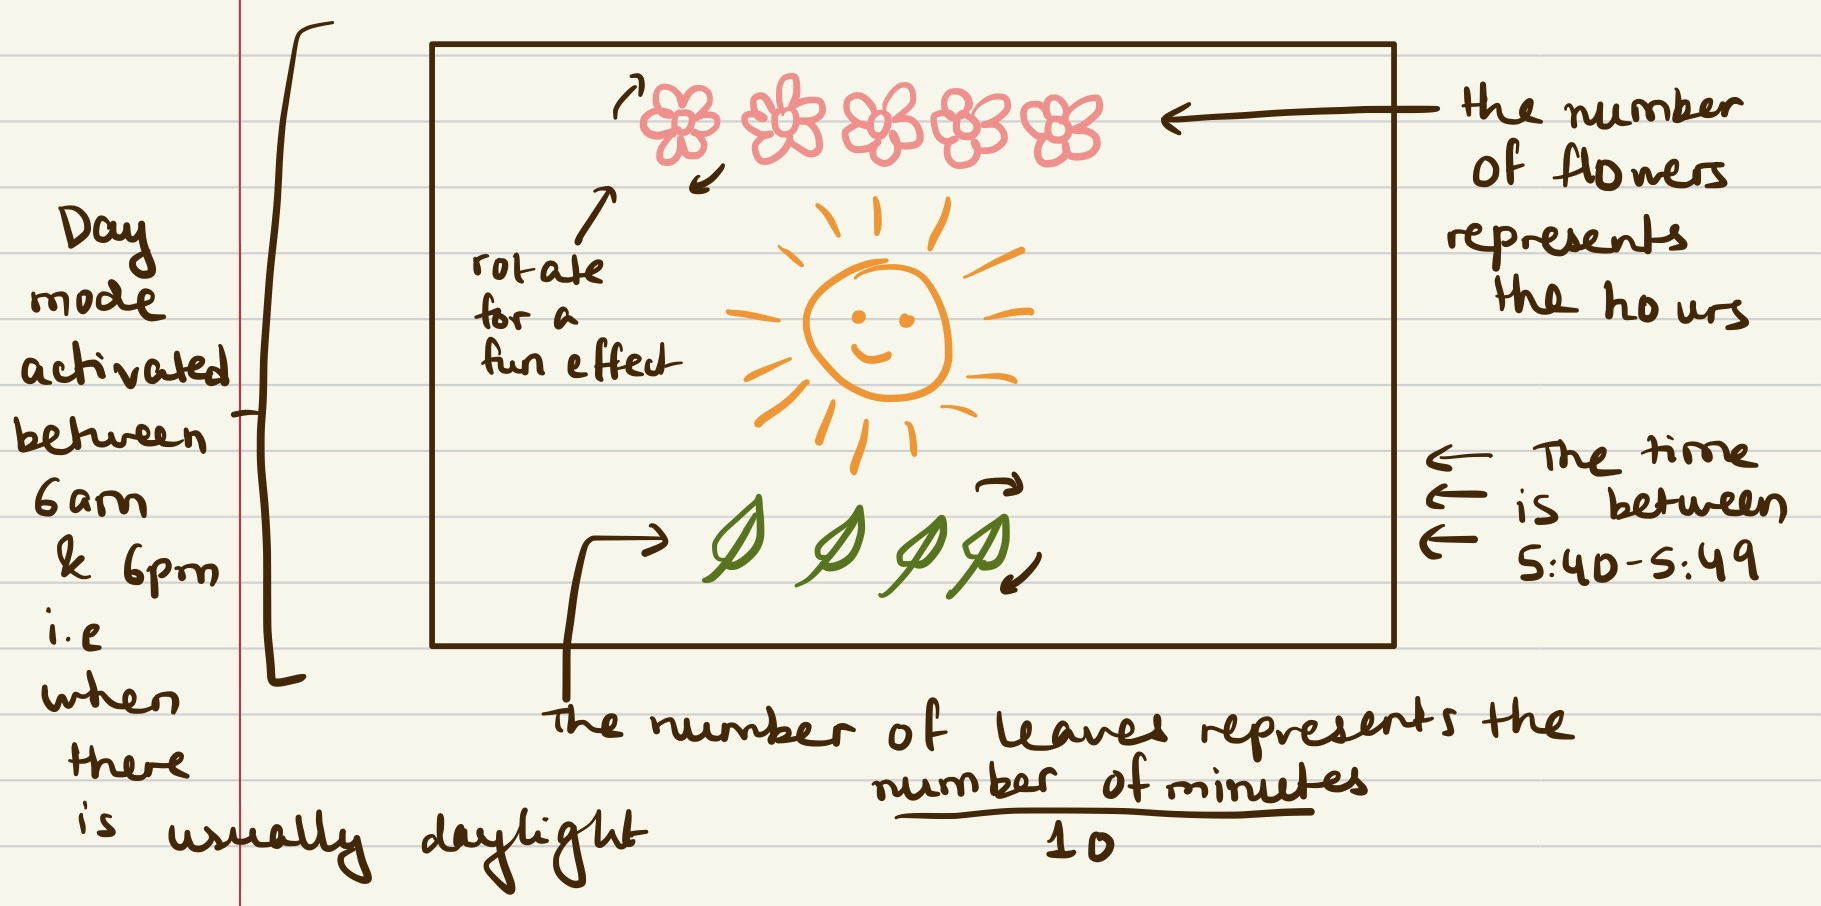 Day
mode
activated
between
6am
& 6pm
i.e
when
there
is usually daylight
rotate
for a
fun effect
the number
of flowers
represents
the hours
The time
is between
5:40-5:49
The number of leaves represents the
number of minutes
10